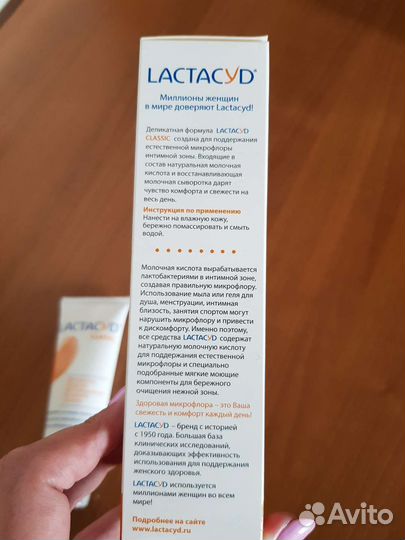 LACTACYD®
Миллионы женщин
в мире доверяют Lactacyd!
Деликатная формула LACTACYD
CLASSIC создана для поддержания
естественной микрофлоры
интимной зоны. Входящие в
состав натуральная молочная
кислота и восстанавливающая
молочная сыворотка дарят
чувство комфорта и свежести на
весь день.
Инструкция по применению
Нанести на влажную кожу,
бережно помассировать и смыть
водой.
Молочная кислота вырабатывается
лактобактериями в интимной зоне,
создавая правильную микрофлору.
Использование мыла или геля для
душа, менструации, интимная
близость, занятия спортом могут
нарушить микрофлору и привести
к дискомфорту. Именно поэтому,
все средства LACTACYD содержат
натуральную молочную кислоту
для поддержания естественной
микрофлоры и специально
подобранные мягкие моющие
компоненты для бережного
очищения нежной зоны.
Здоровая микрофлора – это Ваша
свежесть и комфорт каждый день!
LACTACYD – бренд с историей
с 1950 года. Большая база
клинических исследований,
доказывающих эффективность
использования для поддержания
женского здоровья.
LACTACYD используется
миллионами женщин во всем
мире!
Подробнее на сайте
www.lactacyd.ru
LACTACYD
Avito